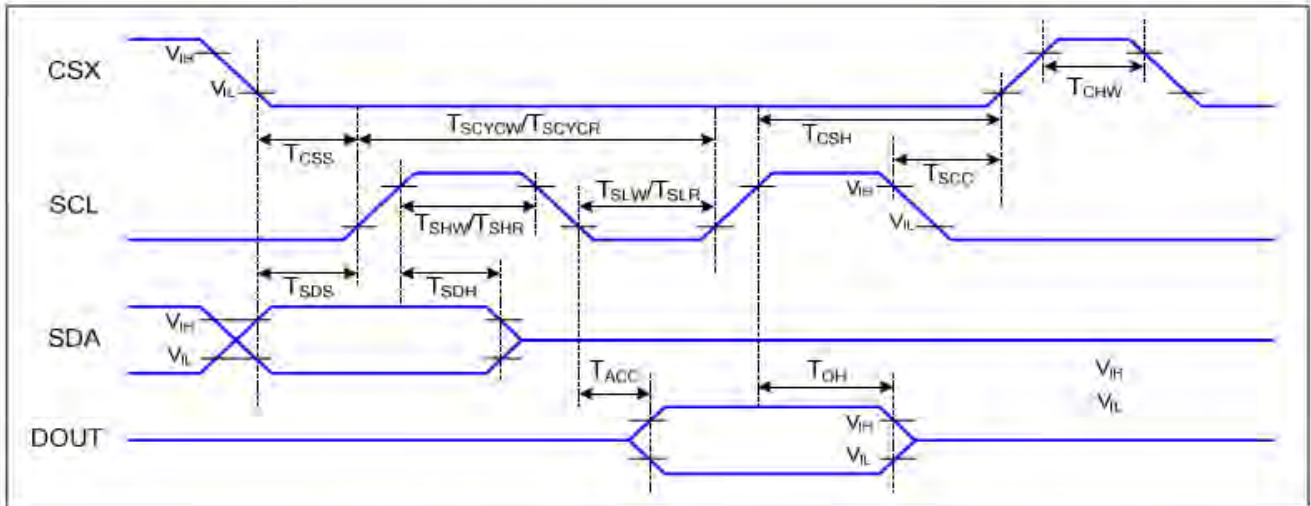 CSX
VIH
VIL
TCSS
TSCYCW/TSCYCR
TCSH
TCHW
TSCC
SCL
TSHW/TSHR
TSLW/TSLR
VIH
VIL
TSDS
TSDH
SDA
VIH
VIL
TACC
TOH
VIH
VIL
DOUT
VIH
VIL